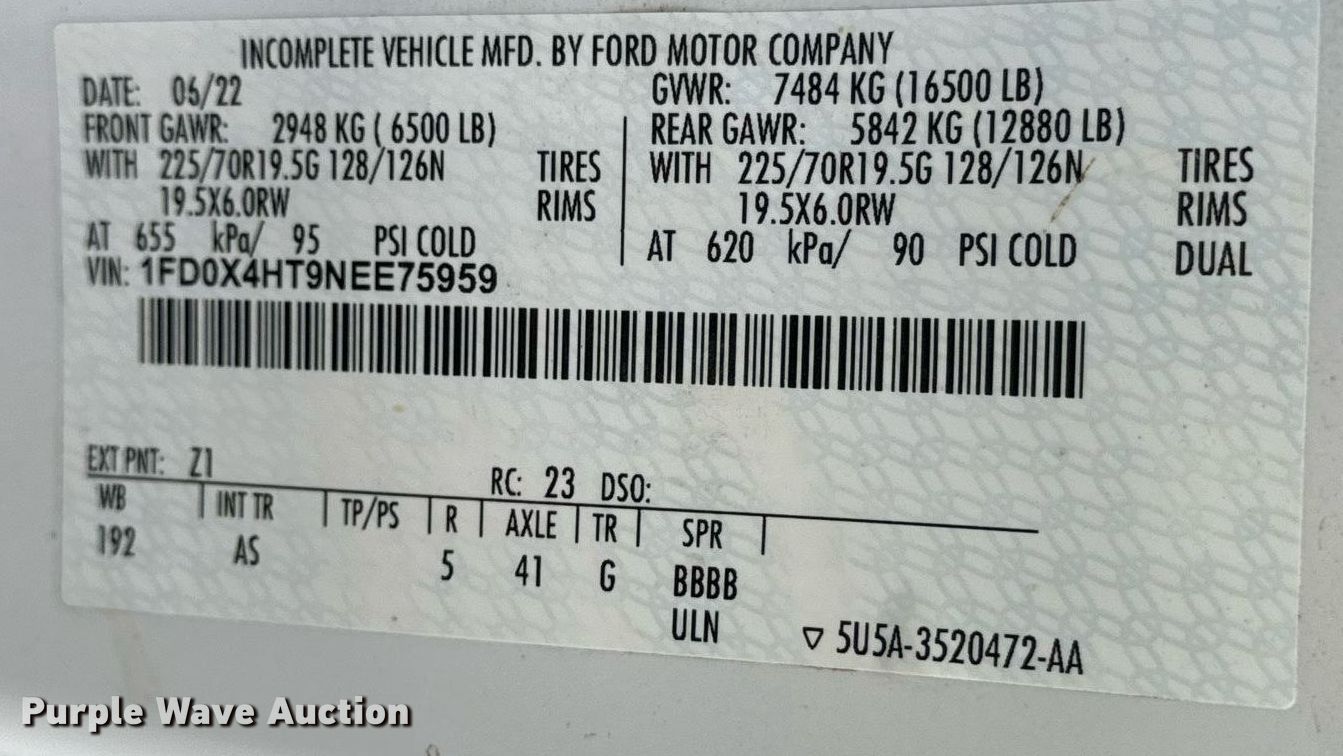 INCOMPLETE VEHICLE MFD. BY FORD MOTOR COMPANY
DATE: 06/22 GVWR: 7484 KG (16500 LB)
FRONT GAWR: 2948 KG ( 6500 LB) REAR GAWR: 5842 KG (12880 LB)
WITH 225/70R19.5G 128/126N TIRES WITH 225/70R19.5G 128/126N TIRES
19.5X6.0RW RIMS 19.5X6.0RW RIMS
AT 655 kPa/ 95 PSI COLD AT 620 kPa/ 90 PSI COLD DUAL
VIN: 1FD0X4HT9NEE75959
EXT PNT: Z1 RC: 23 DSO:
WB INT TR TP/PS R AXLE TR SPR
192 AS 5 41 G BBBB
ULN ▽ 5U5A-3520472-AA
Purple Wave Auction